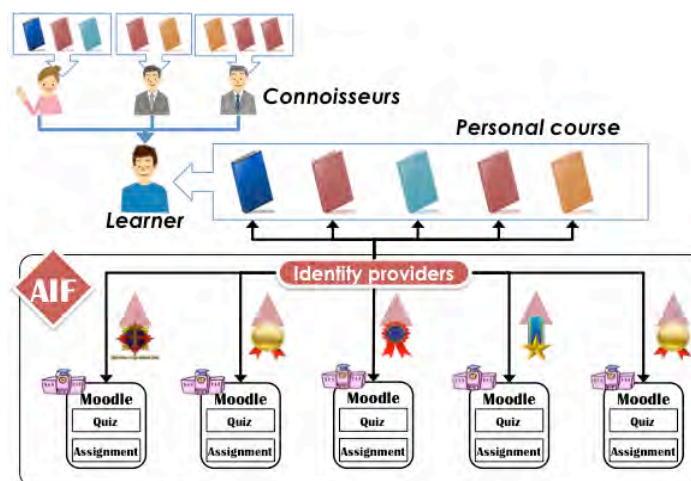 Connoisseurs
Personal course
Learner
AIF
Identity providers
Moodle
Quiz
Assignment
Moodle
Quiz
Assignment
Moodle
Quiz
Assignment
Moodle
Quiz
Assignment
Moodle
Quiz
Assignment